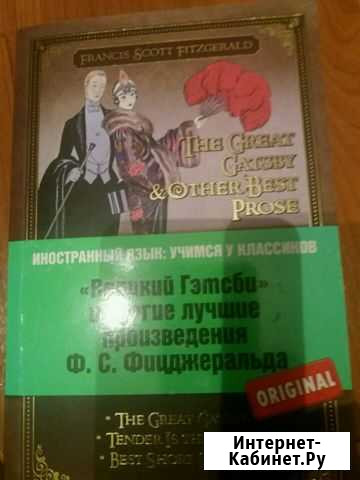 FRANCIS SCOTT FITZGERALD
THE GREAT
GATSBY
& OTHER BEST
PROSE
ИНОСТРАННЫЙ ЯЗЫК: УЧИМСЯ У КЛАССИКОВ
«Великий Гэтсби»
и другие лучшие
произведения
Ф. С. Фицджеральда
ORIGINAL
* THE GREAT
* TENDER IS
* BEST SHORT
Интернет-
Кабинет.Ру